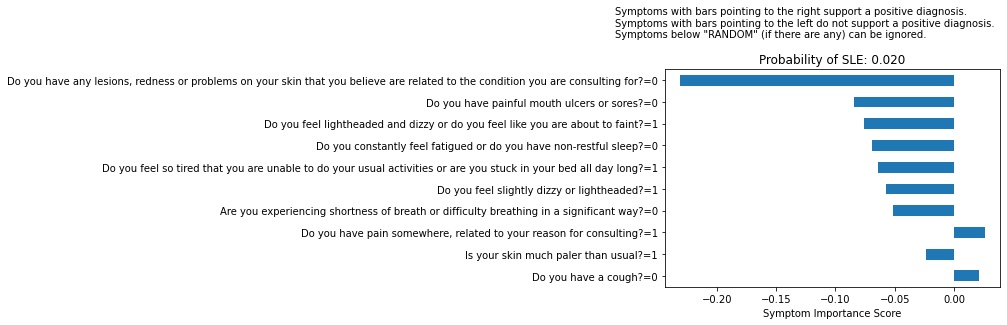 Symptoms with bars pointing to the right support a positive diagnosis.
Symptoms with bars pointing to the left do not support a positive diagnosis.
Symptoms below "RANDOM" (if there are any) can be ignored.
Probability of SLE: 0.020
Do you have any lesions, redness or problems on your skin that you believe are related to the condition you are consulting for?=0
Do you have painful mouth ulcers or sores?=0
Do you feel lightheaded and dizzy or do you feel like you are about to faint?=1
Do you constantly feel fatigued or do you have non-restful sleep?=0
Do you feel so tired that you are unable to do your usual activities or are you stuck in your bed all day long?=1
Do you feel slightly dizzy or lightheaded?=1
Are you experiencing shortness of breath or difficulty breathing in a significant way?=0
Do you have pain somewhere, related to your reason for consulting?=1
Is your skin much paler than usual?=1
Do you have a cough?=0
−0.20 −0.15 −0.10 −0.05 0.00
Symptom Importance Score